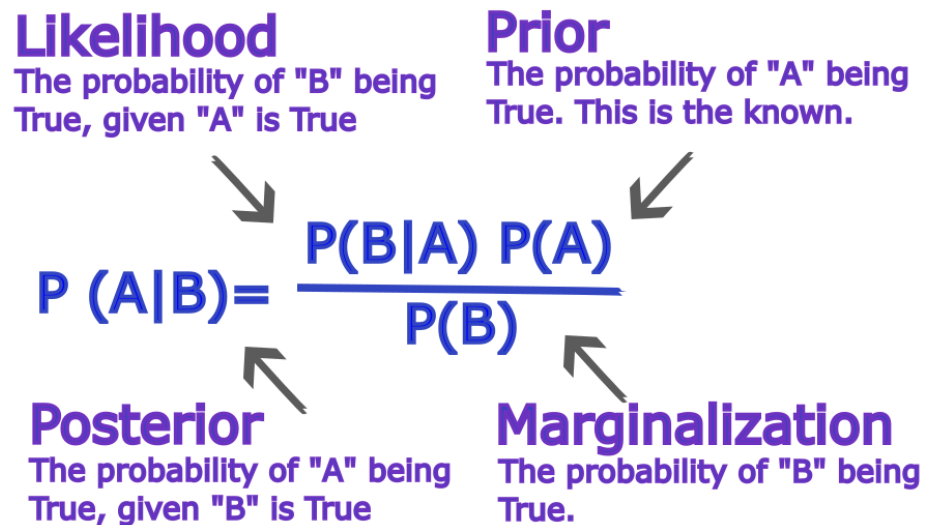 Likelihood
The probability of "B" being
True, given "A" is True
Prior
The probability of "A" being
True. This is the known.
P(B|A) P(A)
P (A|B)=
P(B)
Posterior
The probability of "A" being
True, given "B" is True
Marginalization
The probability of "B" being
True.